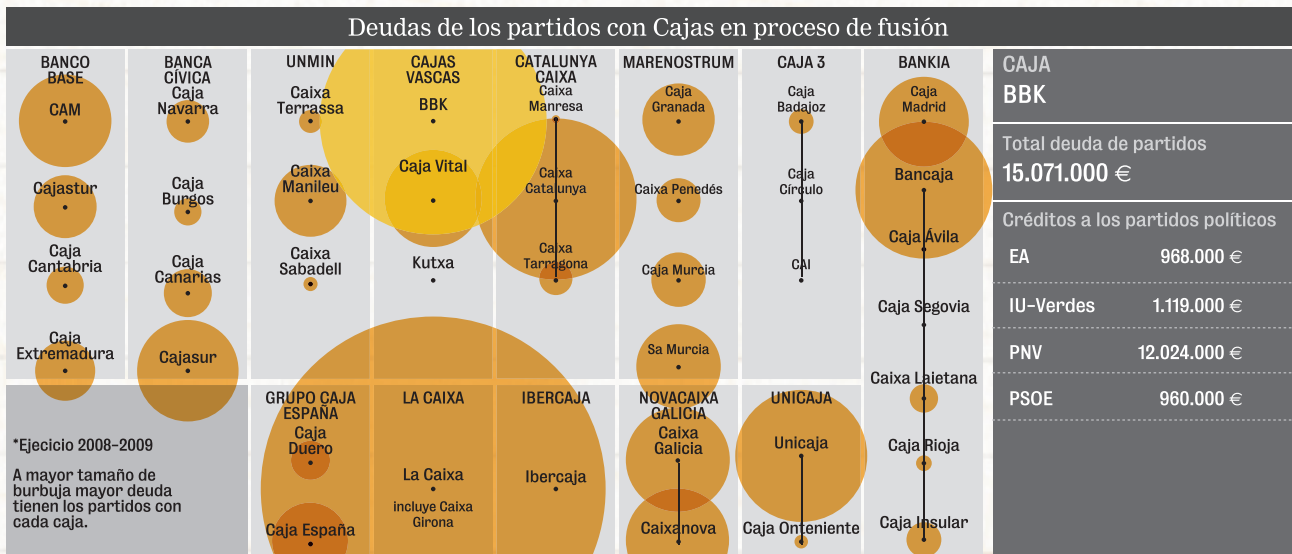 Deudas de los partidos con Cajas en proceso de fusión
BANCO
BASE
CAM
Cajastur
Caja
Cantabria
Caja
Extremadura
BANCA
CÍVICA
Caja
Navarra
Caja
Burgos
Caja
Canarias
Cajasur
UNMIN
Caixa
Terrassa
Caixa
Manileu
Caixa
Sabadell
CAJAS
VASCAS
BBK
Caja Vital
Kutxa
CATALUNYA
CAIXA
Caixa
Manresa
Caixa
Catalunya
Caixa
Tarragona
MARENOSTRUM
Caja
Granada
Caixa Penedés
Caja Murcia
Sa Murcia
CAJA 3
Caja
Badajoz
Caja
Círculo
CAI
BANKIA
Caja
Madrid
Bancaja
Caja Ávila
Caja Segovia
Caixa Laietana
Caja Rioja
Caja Insular
*Ejecicio 2008-2009
A mayor tamaño de
burbuja mayor deuda
tienen los partidos con
cada caja.
GRUPO CAJA
ESPAÑA
Caja
Duero
Caja España
LA CAIXA
La Caixa
incluye Caixa
Girona
IBERCAJA
Ibercaja
NOVACAIXA
GALICIA
Caixa
Galicia
Caixanova
UNICAJA
Unicaja
Caja Onteniente
CAJA
BBK
Total deuda de partidos
15.071.000 €
Créditos a los partidos políticos
EA 968.000 €
IU-Verdes 1.119.000 €
PNV 12.024.000 €
PSOE 960.000 €